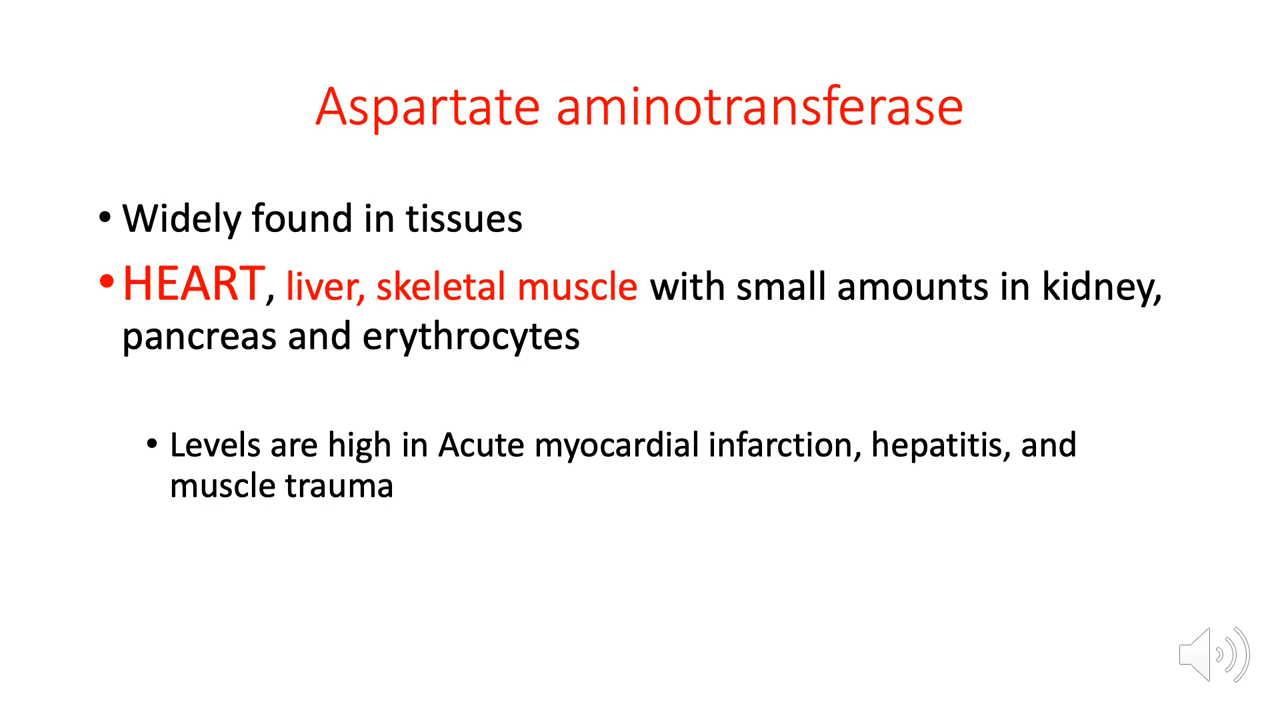 Aspartate aminotransferase
• Widely found in tissues
• HEART, liver, skeletal muscle with small amounts in kidney,
pancreas and erythrocytes
• Levels are high in Acute myocardial infarction, hepatitis, and
muscle trauma